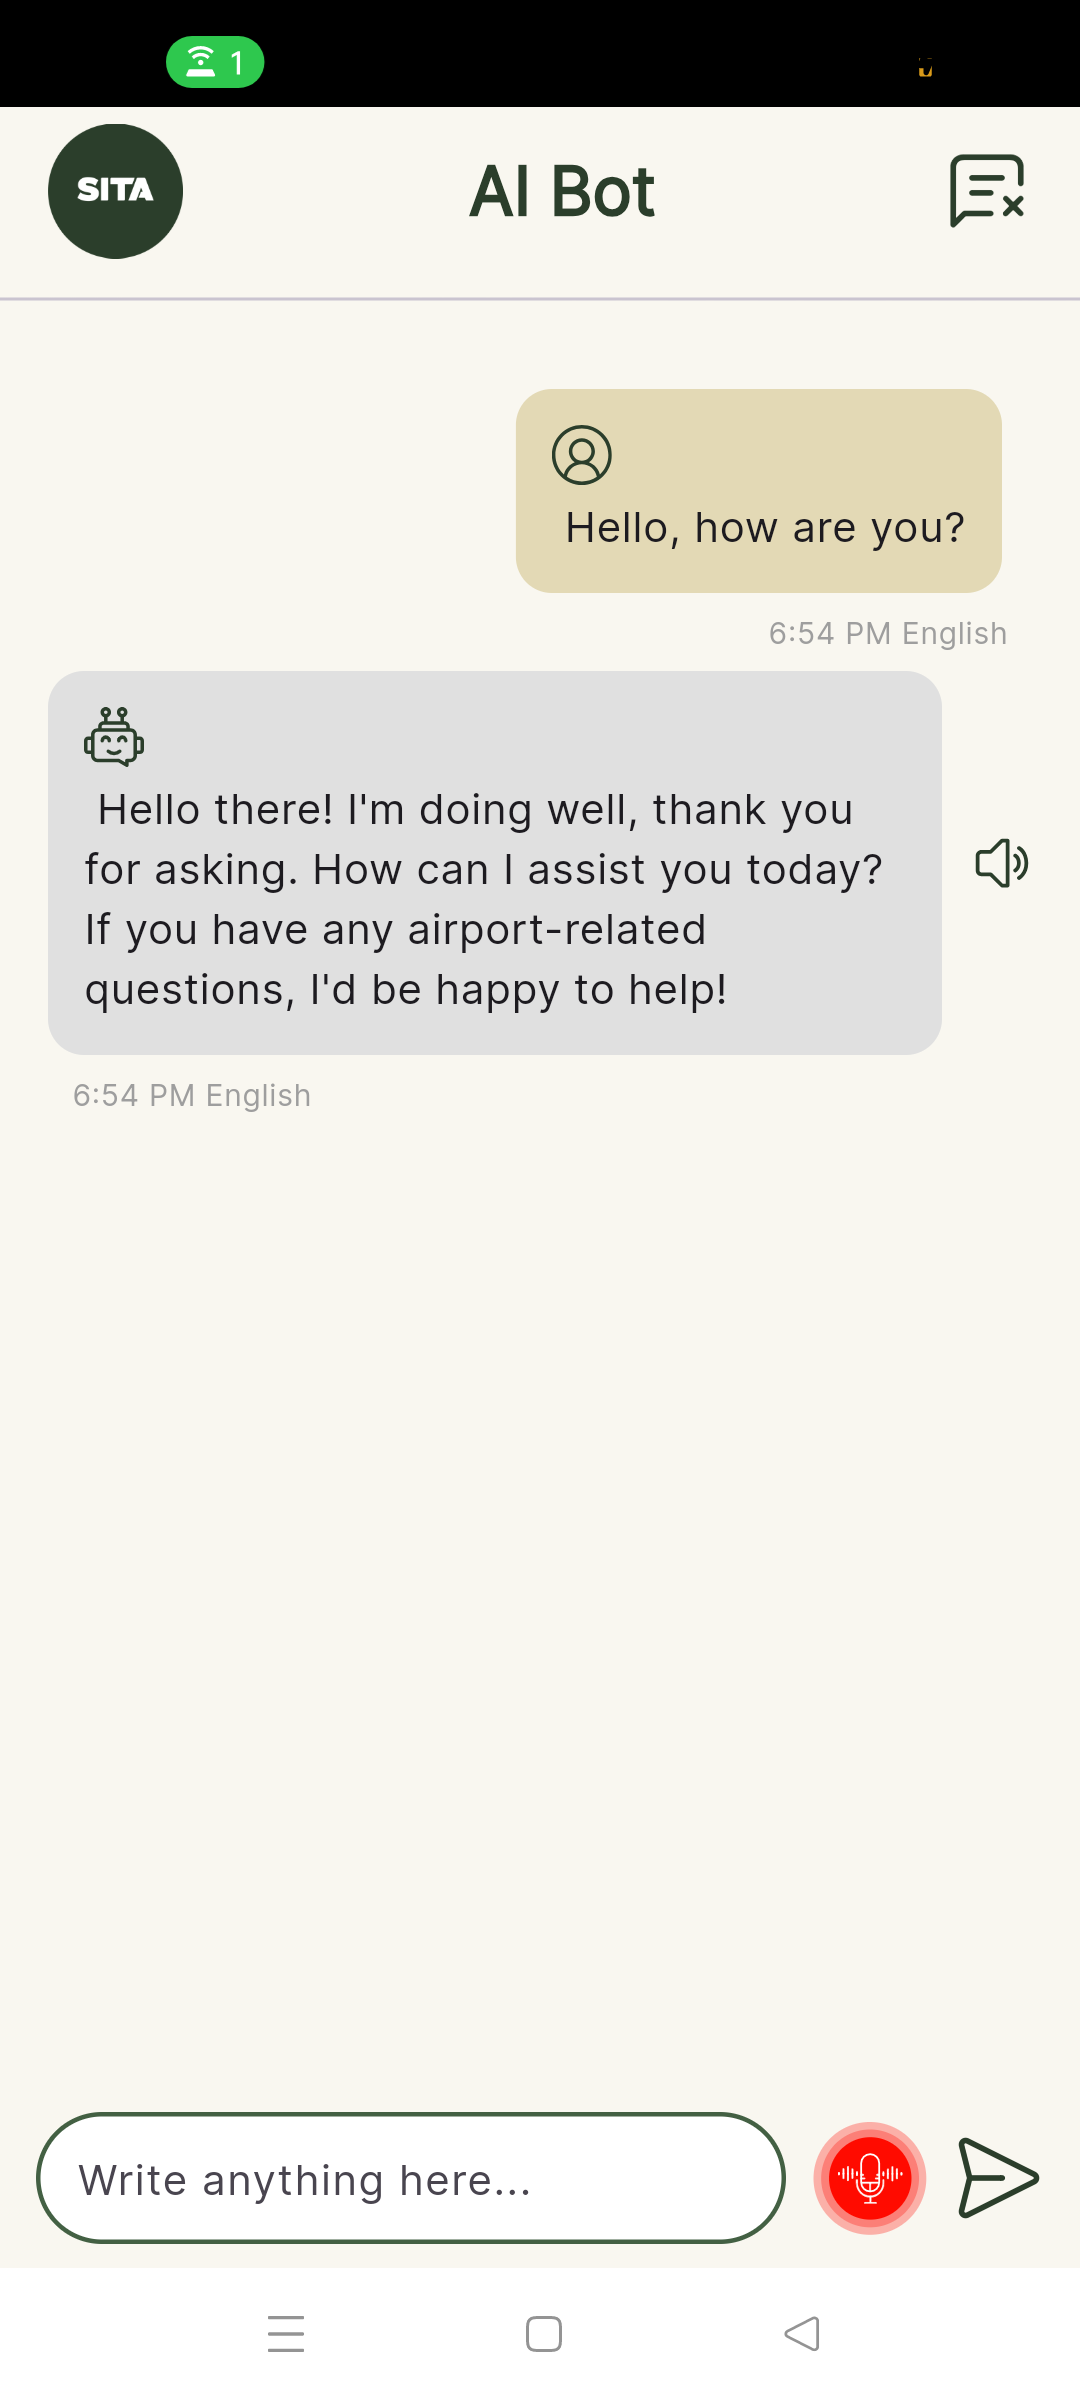 1
SITA
AI Bot
Hello, how are you?
6:54 PM English
Hello there! I'm doing well, thank you
for asking. How can I assist you today?
If you have any airport-related
questions, I'd be happy to help!
6:54 PM English
Write anything here...